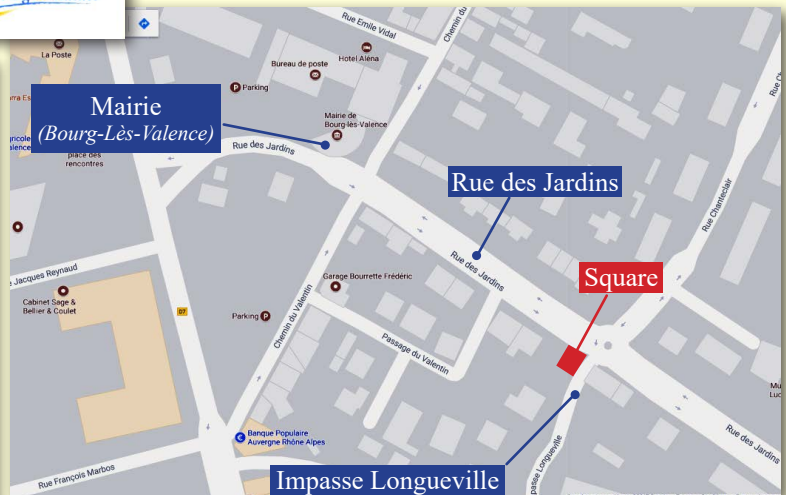 La Poste
Rue Emile Vidal
Chemin du
Bureau de poste
Hotel Aléna
Parking
Mairie
(Bourg-Lès-Valence)
Mairie de
Bourg-lès-Valence
place des
rencontres
Rue des Jardins
Rue des Jardins
Rue Chanteclair
Rue des Jardins
Square
Jacques Reynaud
Garage Bourrette Frédéric
Cabinet Sage &
Bellier & Coulet
D7
Parking
Chemin du Valentin
Passage du Valentin
Banque Populaire
Auvergne Rhône Alpes
Rue des Jardins
Rue François Marbos
Impasse Longueville
Longueville